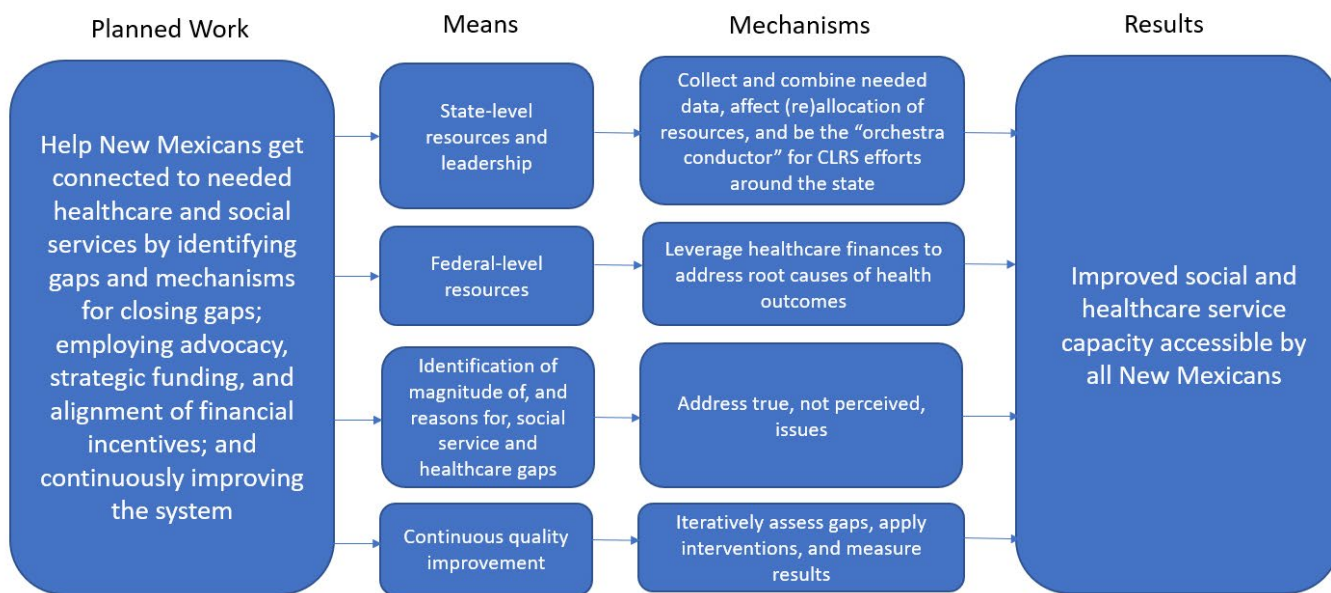 Planned Work
Means
Mechanisms
Results
Help New Mexicans get
connected to needed
healthcare and social
services by identifying
gaps and mechanisms
for closing gaps;
employing advocacy,
strategic funding, and
alignment of financial
incentives; and
continuously improving
the system
State-level
resources and
leadership
Collect and combine needed
data, affect (re)allocation of
resources, and be the “orchestra
conductor” for CLRS efforts
around the state
Federal-level
resources
Leverage healthcare finances to
address root causes of health
outcomes
Identification of
magnitude of, and
reasons for, social
service and
healthcare gaps
Address true, not perceived,
issues
Continuous quality
improvement
Iteratively assess gaps, apply
interventions, and measure
results
Improved social and
healthcare service
capacity accessible by
all New Mexicans